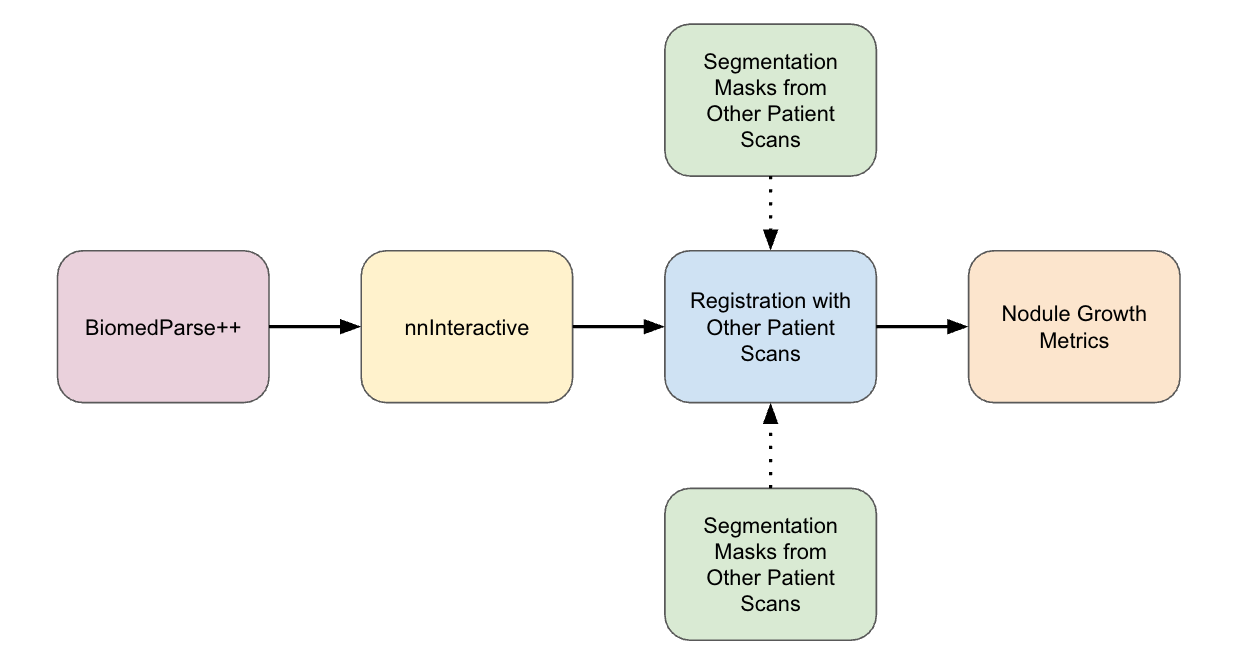 Segmentation
Masks from
Other Patient
Scans
BiomedParse++
nnInteractive
Registration with
Other Patient
Scans
Nodule Growth
Metrics
Segmentation
Masks from
Other Patient
Scans